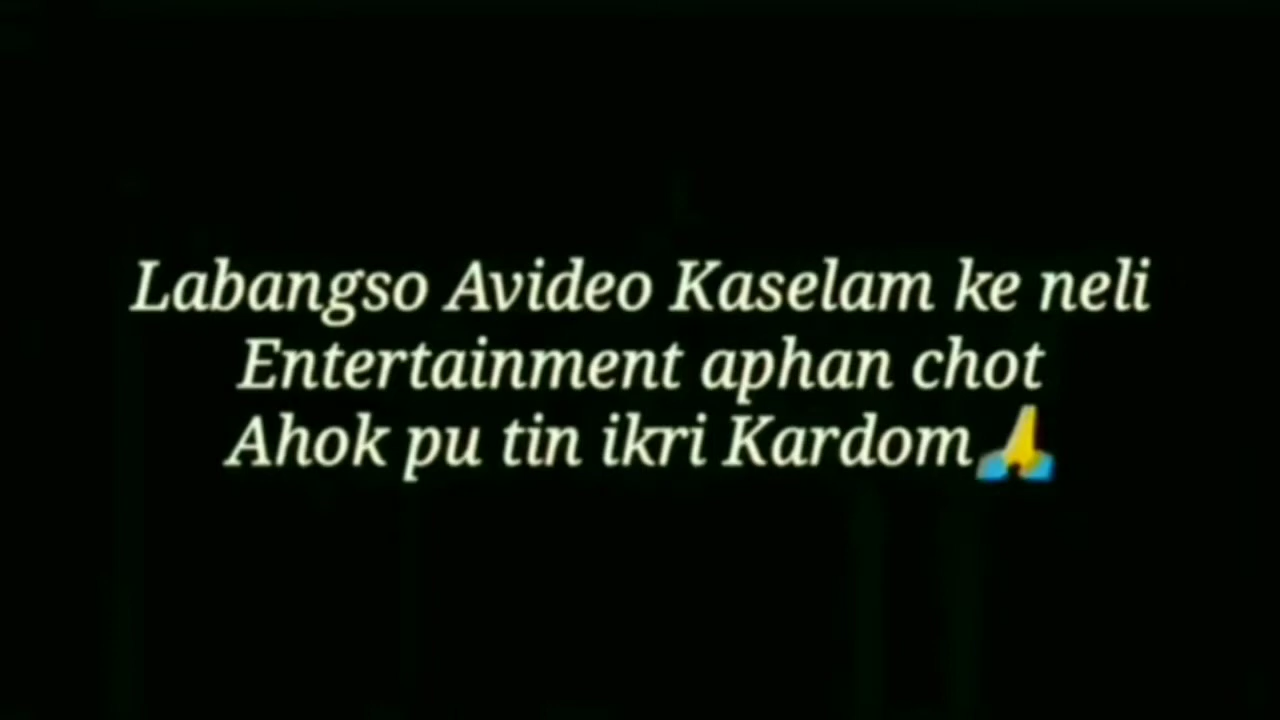 Labangso Avideo Kaselam ke neli
Entertainment aphan chot
Ahok pu tin ikri Kardom🙏